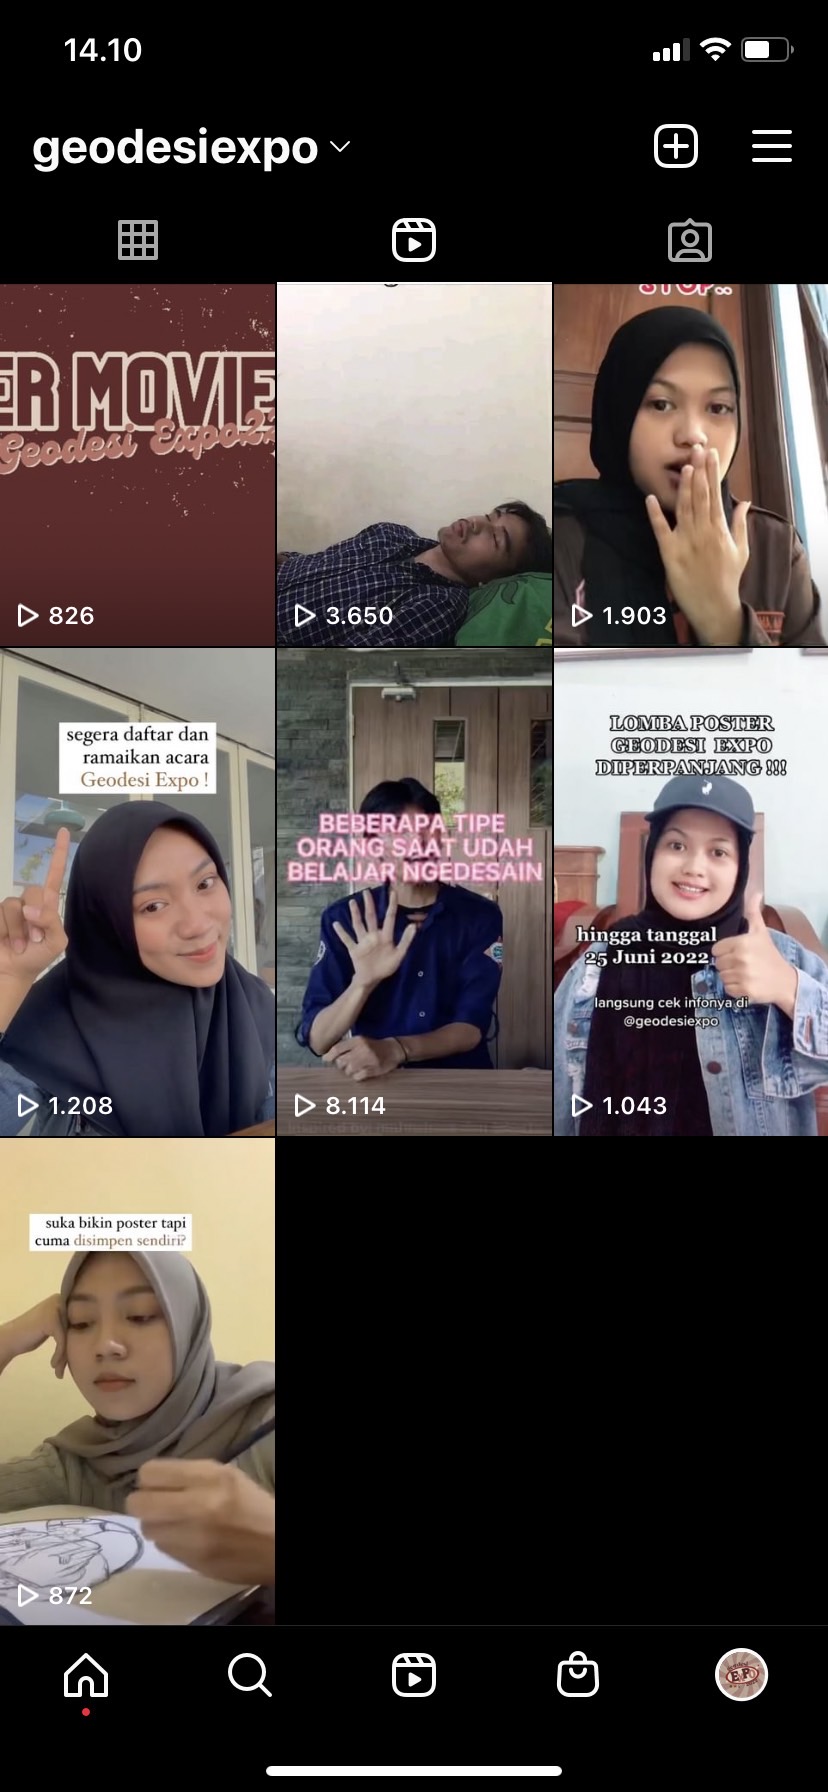 14.10
geodesiexpo
ER MOVIE
Geodesi Expo22
826
3.650
STOP..
1.903
segera daftar dan
ramaikan acara
Geodesi Expo !
1.208
BEBERAPA TIPE
ORANG SAAT UDAH
BELAJAR NGEDESAIN
8.114
LOMBA POSTER
GEODESI EXPO
DIPERPANJANG !!!
hingga tanggal
25 Juni 2022
langsung cek infonya di
@geodesiexpo
1.043
suka bikin poster tapi
cuma disimpen sendiri?
872
EXPO